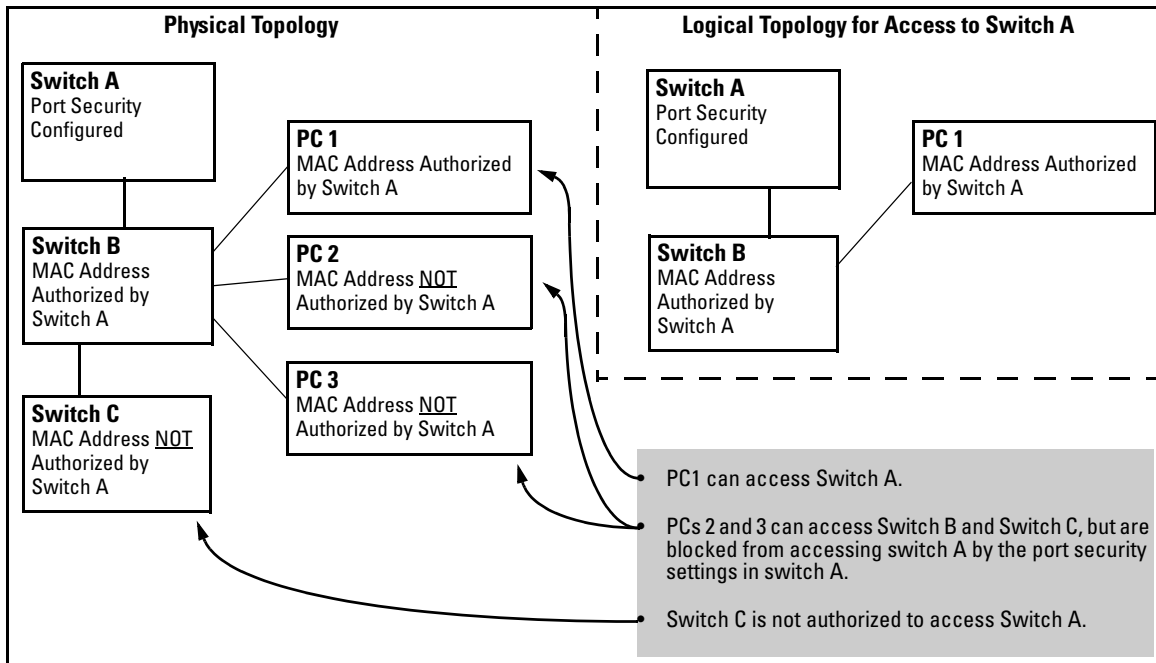 Physical Topology
Switch A
Port Security
Configured
PC 1
MAC Address Authorized
by Switch A
Switch B
MAC Address
Authorized by
Switch A
PC 2
MAC Address NOT
Authorized by Switch A
PC 3
MAC Address NOT
Authorized by Switch A
Switch C
MAC Address NOT
Authorized by
Switch A
Logical Topology for Access to Switch A
Switch A
Port Security
Configured
PC 1
MAC Address Authorized
by Switch A
Switch B
MAC Address
Authorized by
Switch A
• PC1 can access Switch A.
• PCs 2 and 3 can access Switch B and Switch C, but are
blocked from accessing switch A by the port security
settings in switch A.
• Switch C is not authorized to access Switch A.